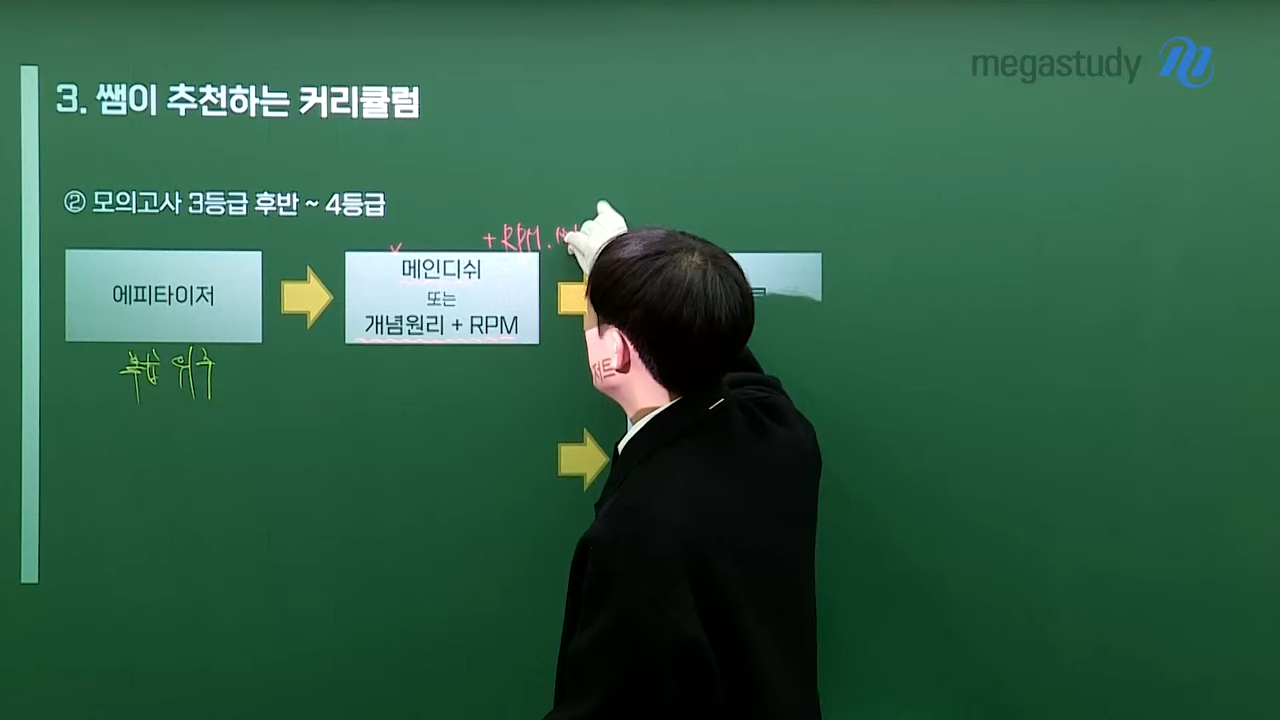 megastudy
3. 쌤이 추천하는 커리큘럼
② 모의고사 3등급 후반 ~ 4등급
+ RPM.
에피타이저
메인디쉬
또는
개념원리 + RPM
복습 위주